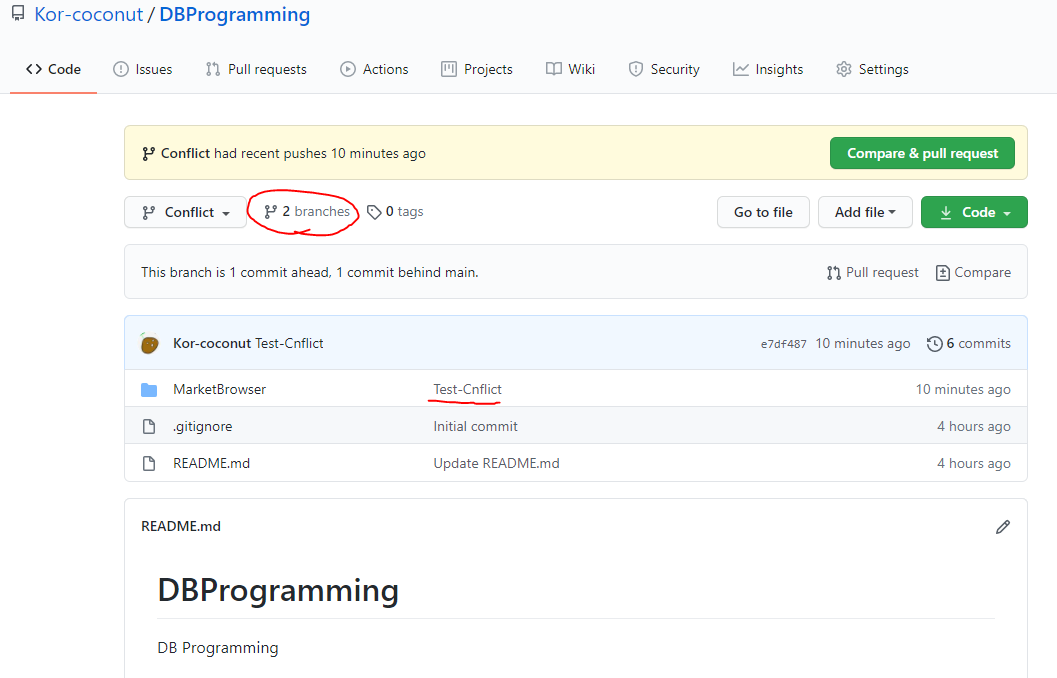 Kor-coconut / DBProgramming
<> Code Issues Pull requests Actions Projects Wiki Security Insights Settings
Conflict had recent pushes 10 minutes ago Compare & pull request
Conflict 2 branches 0 tags Go to file Add file Code
This branch is 1 commit ahead, 1 commit behind main. Pull request Compare
Kor-coconut Test-Cnflict e7df487 10 minutes ago 6 commits
MarketBrowser Test-Cnflict 10 minutes ago
.gitignore Initial commit 4 hours ago
README.md Update README.md 4 hours ago
README.md
DBProgramming
DB Programming